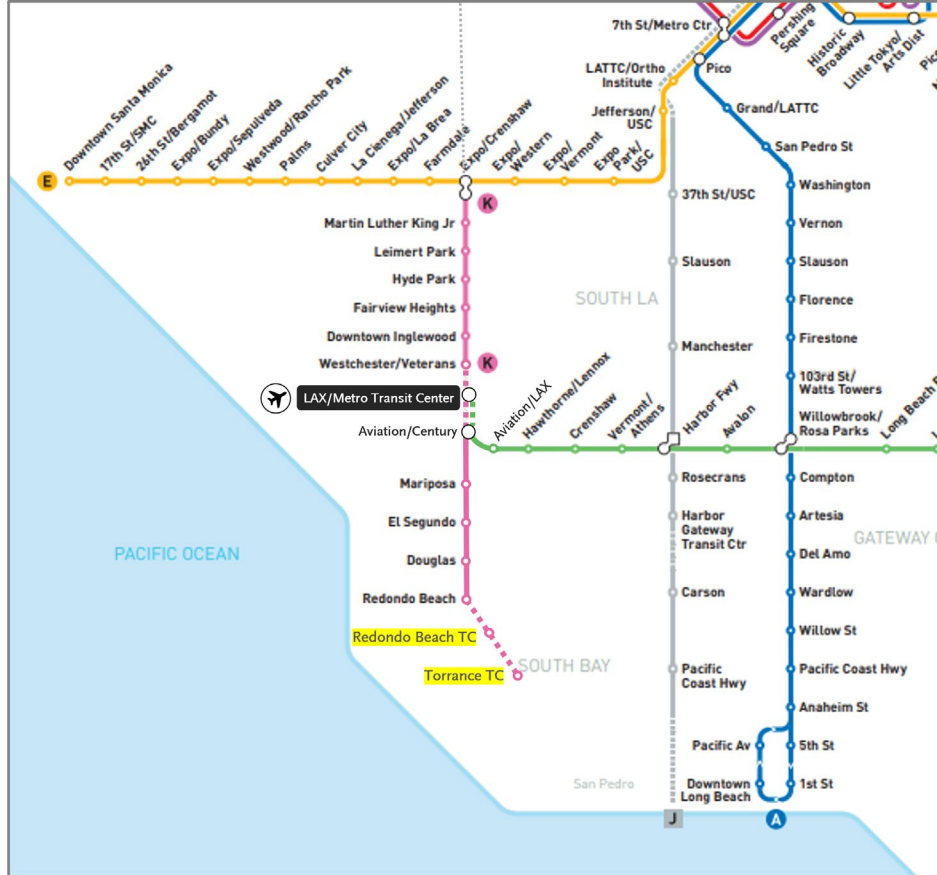 7th St/Metro Ctr
Pershing
Square
Historic
Broadway
Little Tokyo/
Arts Dist
LATTC/Ortho
Institute
Pico
Jefferson/
USC
Grand/LATTC
San Pedro St
E
Downtown Santa Monica
17th St/SMC
26th St/Bergamot
Expo/Bundy
Expo/Sepulveda
Westwood/Rancho Park
Palms
Culver City
La Cienega/Jefferson
Expo/La Brea
Farmdale
Expo/Crenshaw
Expo/
Western
Expo/
Vermont
Expo
Park/
USC
K
Martin Luther King Jr
Leimert Park
Hyde Park
Fairview Heights
Downtown Inglewood
Westchester/Veterans
K
LAX/Metro Transit Center
Aviation/Century
Mariposa
El Segundo
Douglas
Redondo Beach
Redondo Beach TC
Torrance TC
Aviation/LAX
Hawthorne/Lennox
Crenshaw
Vermont/
Athens
Harbor Fwy
Avalon
Willowbrook/
Rosa Parks
Long Beach
37th St/USC
Slauson
Manchester
Rosecrans
Harbor
Gateway
Transit Ctr
Carson
Pacific
Coast Hwy
J
Washington
Vernon
Slauson
Florence
Firestone
103rd St/
Watts Towers
Compton
Artesia
Del Amo
Wardlow
Willow St
Pacific Coast Hwy
Anaheim St
Pacific Av
5th St
Downtown
Long Beach
1st St
A
SOUTH LA
GATEWAY
PACIFIC OCEAN
SOUTH BAY
San Pedro